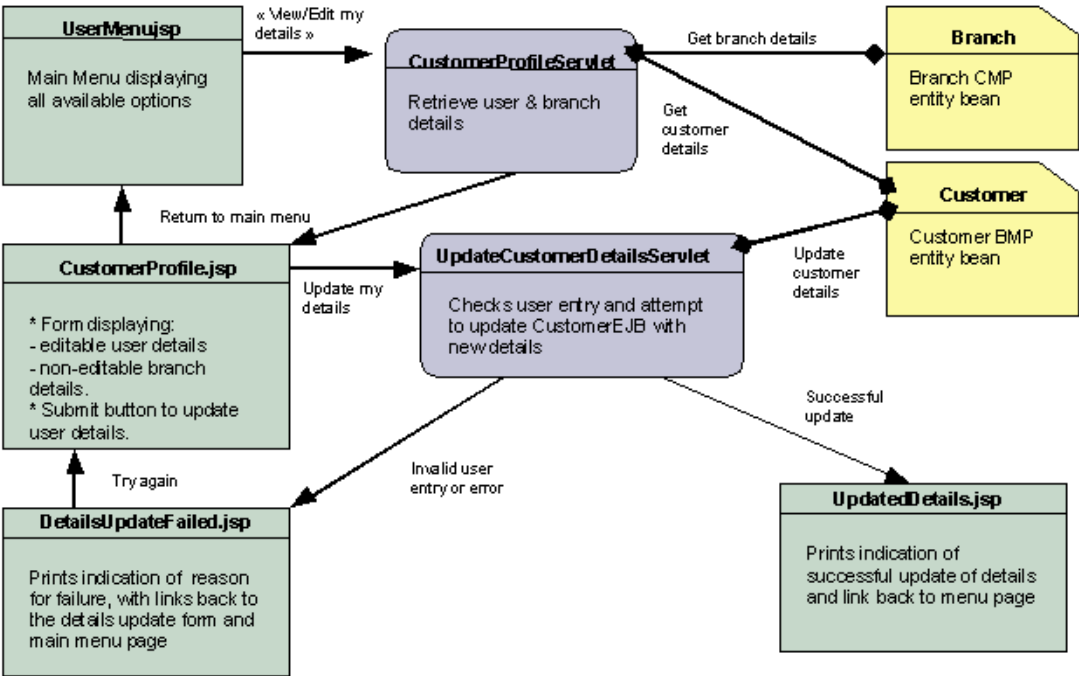 UserMenu.jsp
Main Menu displaying
all available options
« View/Edit my
details »
CustomerProfileServlet
Retrieve user & branch
details
Get branch details
Branch
Branch CMP
entity bean
Get
customer
details
Customer
Customer BMP
entity bean
Return to main menu
CustomerProfile.jsp
* Form displaying:
- editable user details
- non-editable branch
details.
* Submit button to update
user details.
Update my
details
UpdateCustomerDetailsServlet
Checks user entry and attempt
to update CustomerEJB with
new details
Update
customer
details
Successful
update
Try again
Invalid user
entry or error
DetailsUpdateFailed.jsp
Prints indication of reason
for failure, with links back to
the details update form and
main menu page
UpdatedDetails.jsp
Prints indication of
successful update of details
and link back to menu page